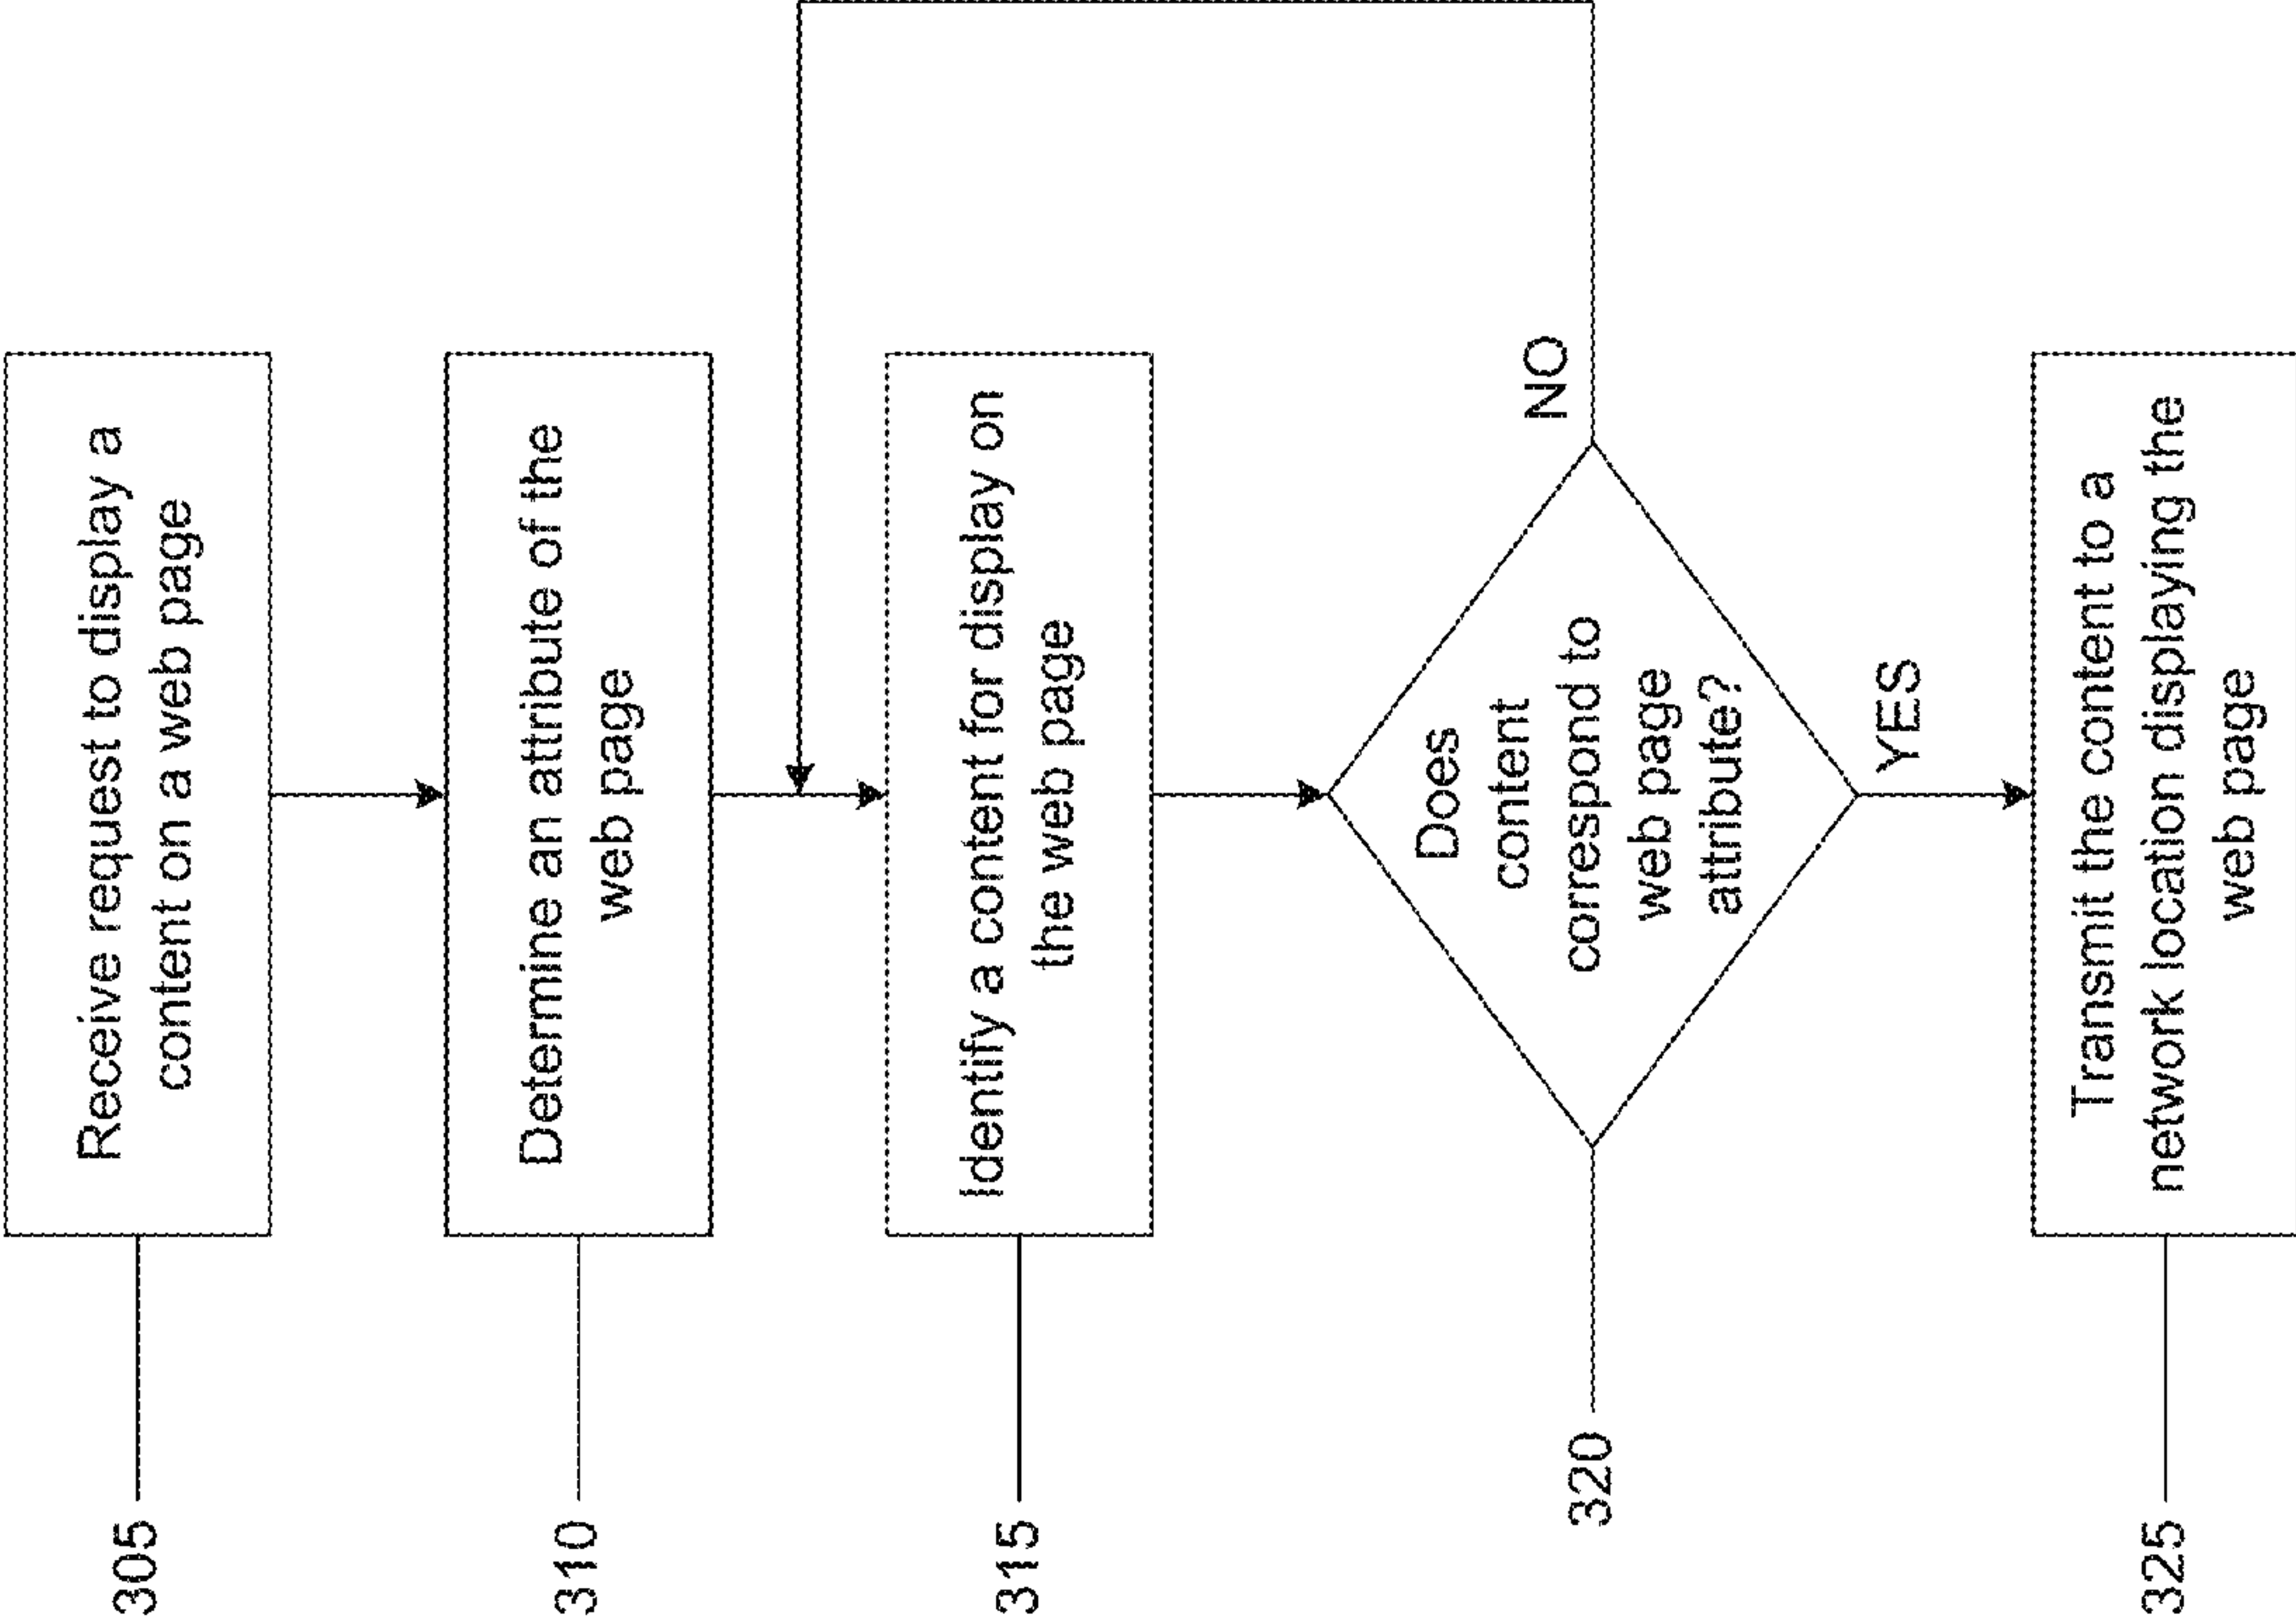 305
Receive request to display a
content on a web page
310
Determine an attribute of the
web page
315
Identify a content for display on
the web page
320
Does
content
correspond to
web page
attribute?
NO
YES
325
Transmit the content to a
network location displaying the
web page